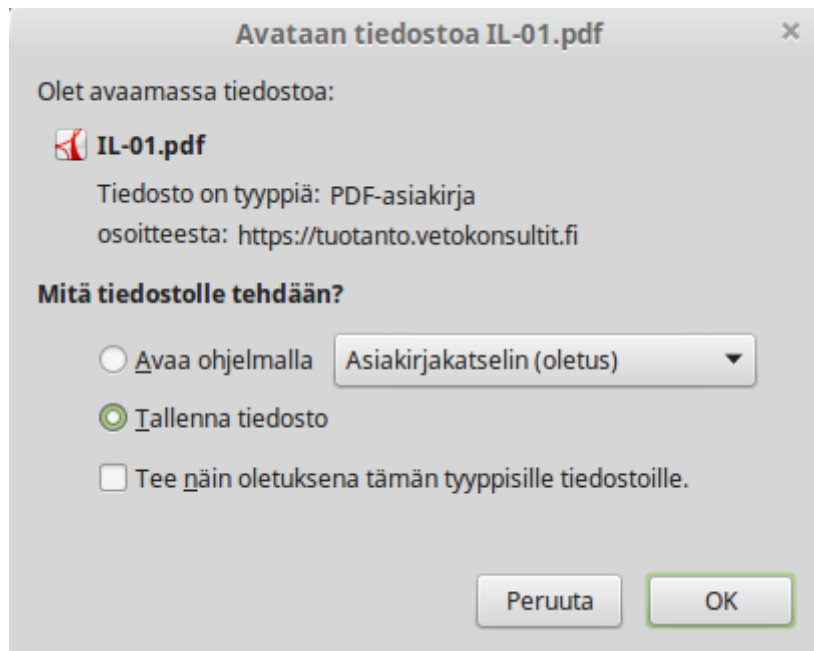 Avataan tiedostoa IL-01.pdf
Olet avaamassa tiedostoa:
IL-01.pdf
Tiedosto on tyyppiä: PDF-asiakirja
osoitteesta: https://tuotanto.vetokonsultit.fi
Mitä tiedostolle tehdään?
Avaa ohjelmalla Asiakirjakatselin (oletus)
Tallenna tiedosto
Tee näin oletuksena tämän tyyppisille tiedostoille.
Peruuta OK